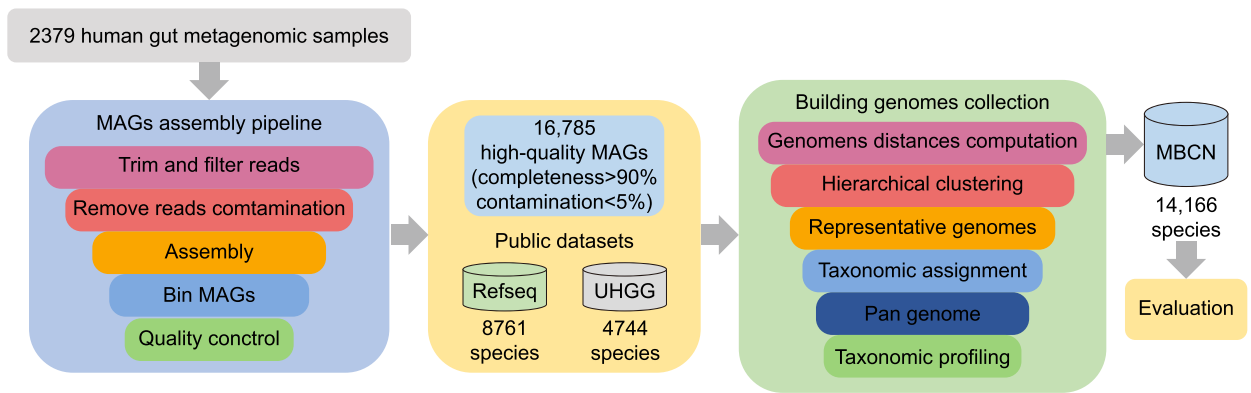 2379 human gut metagenomic samples
MAGs assembly pipeline
Trim and filter reads
Remove reads comtamination
Assembly
Bin MAGs
Quality conctrol
16,785
high-quality MAGs
(completeness>90%
contamination<5%)
Public datasets
Refseq
8761
species
UHGG
4744
species
Building genomes collection
Genomens distances computation
Hierarchical clustering
Representative genomes
Taxonomic assignment
Pan genome
Taxonomic profiling
MBCN
14,166
species
Evaluation